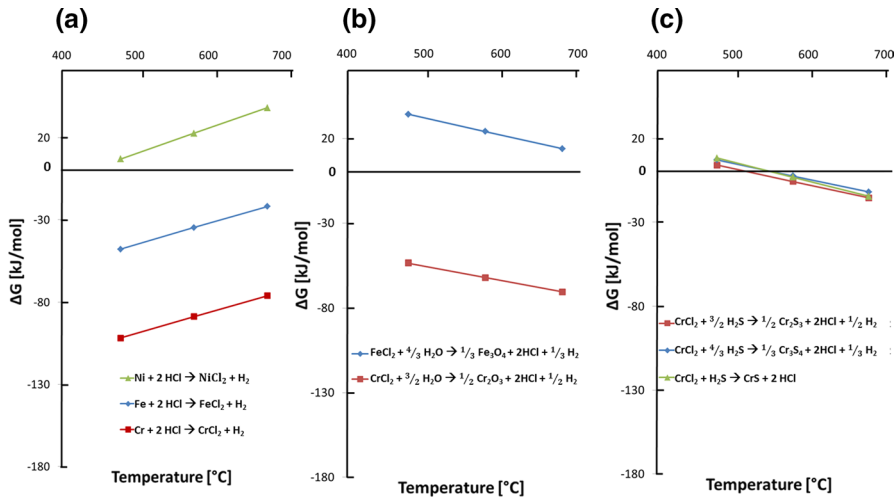 (a)
400 500 600 700
20
0
-30
-80
-130
-180
ΔG [kJ/mol]
Ni + 2 HCl → NiCl₂ + H₂
Fe + 2 HCl → FeCl₂ + H₂
Cr + 2 HCl → CrCl₂ + H₂
Temperature [°C]
(b)
400 500 600 700
20
0
-30
-80
-130
-180
ΔG [kJ/mol]
FeCl₂ + ⁴/₃ H₂O → ¹/₃ Fe₃O₄ + 2HCl + ¹/₃ H₂
CrCl₂ + ³/₂ H₂O → ¹/₂ Cr₂O₃ + 2HCl + ¹/₂ H₂
Temperature [°C]
(c)
400 500 600 700
20
0
-30
-80
-130
-180
ΔG [kJ/mol]
CrCl₂ + ³/₂ H₂S → ¹/₂ Cr₂S₃ + 2HCl + ¹/₂ H₂ :
CrCl₂ + ⁴/₃ H₂S → ¹/₃ Cr₃S₄ + 2HCl + ¹/₃ H₂ :
CrCl₂ + H₂S → CrS + 2 HCl
Temperature [°C]